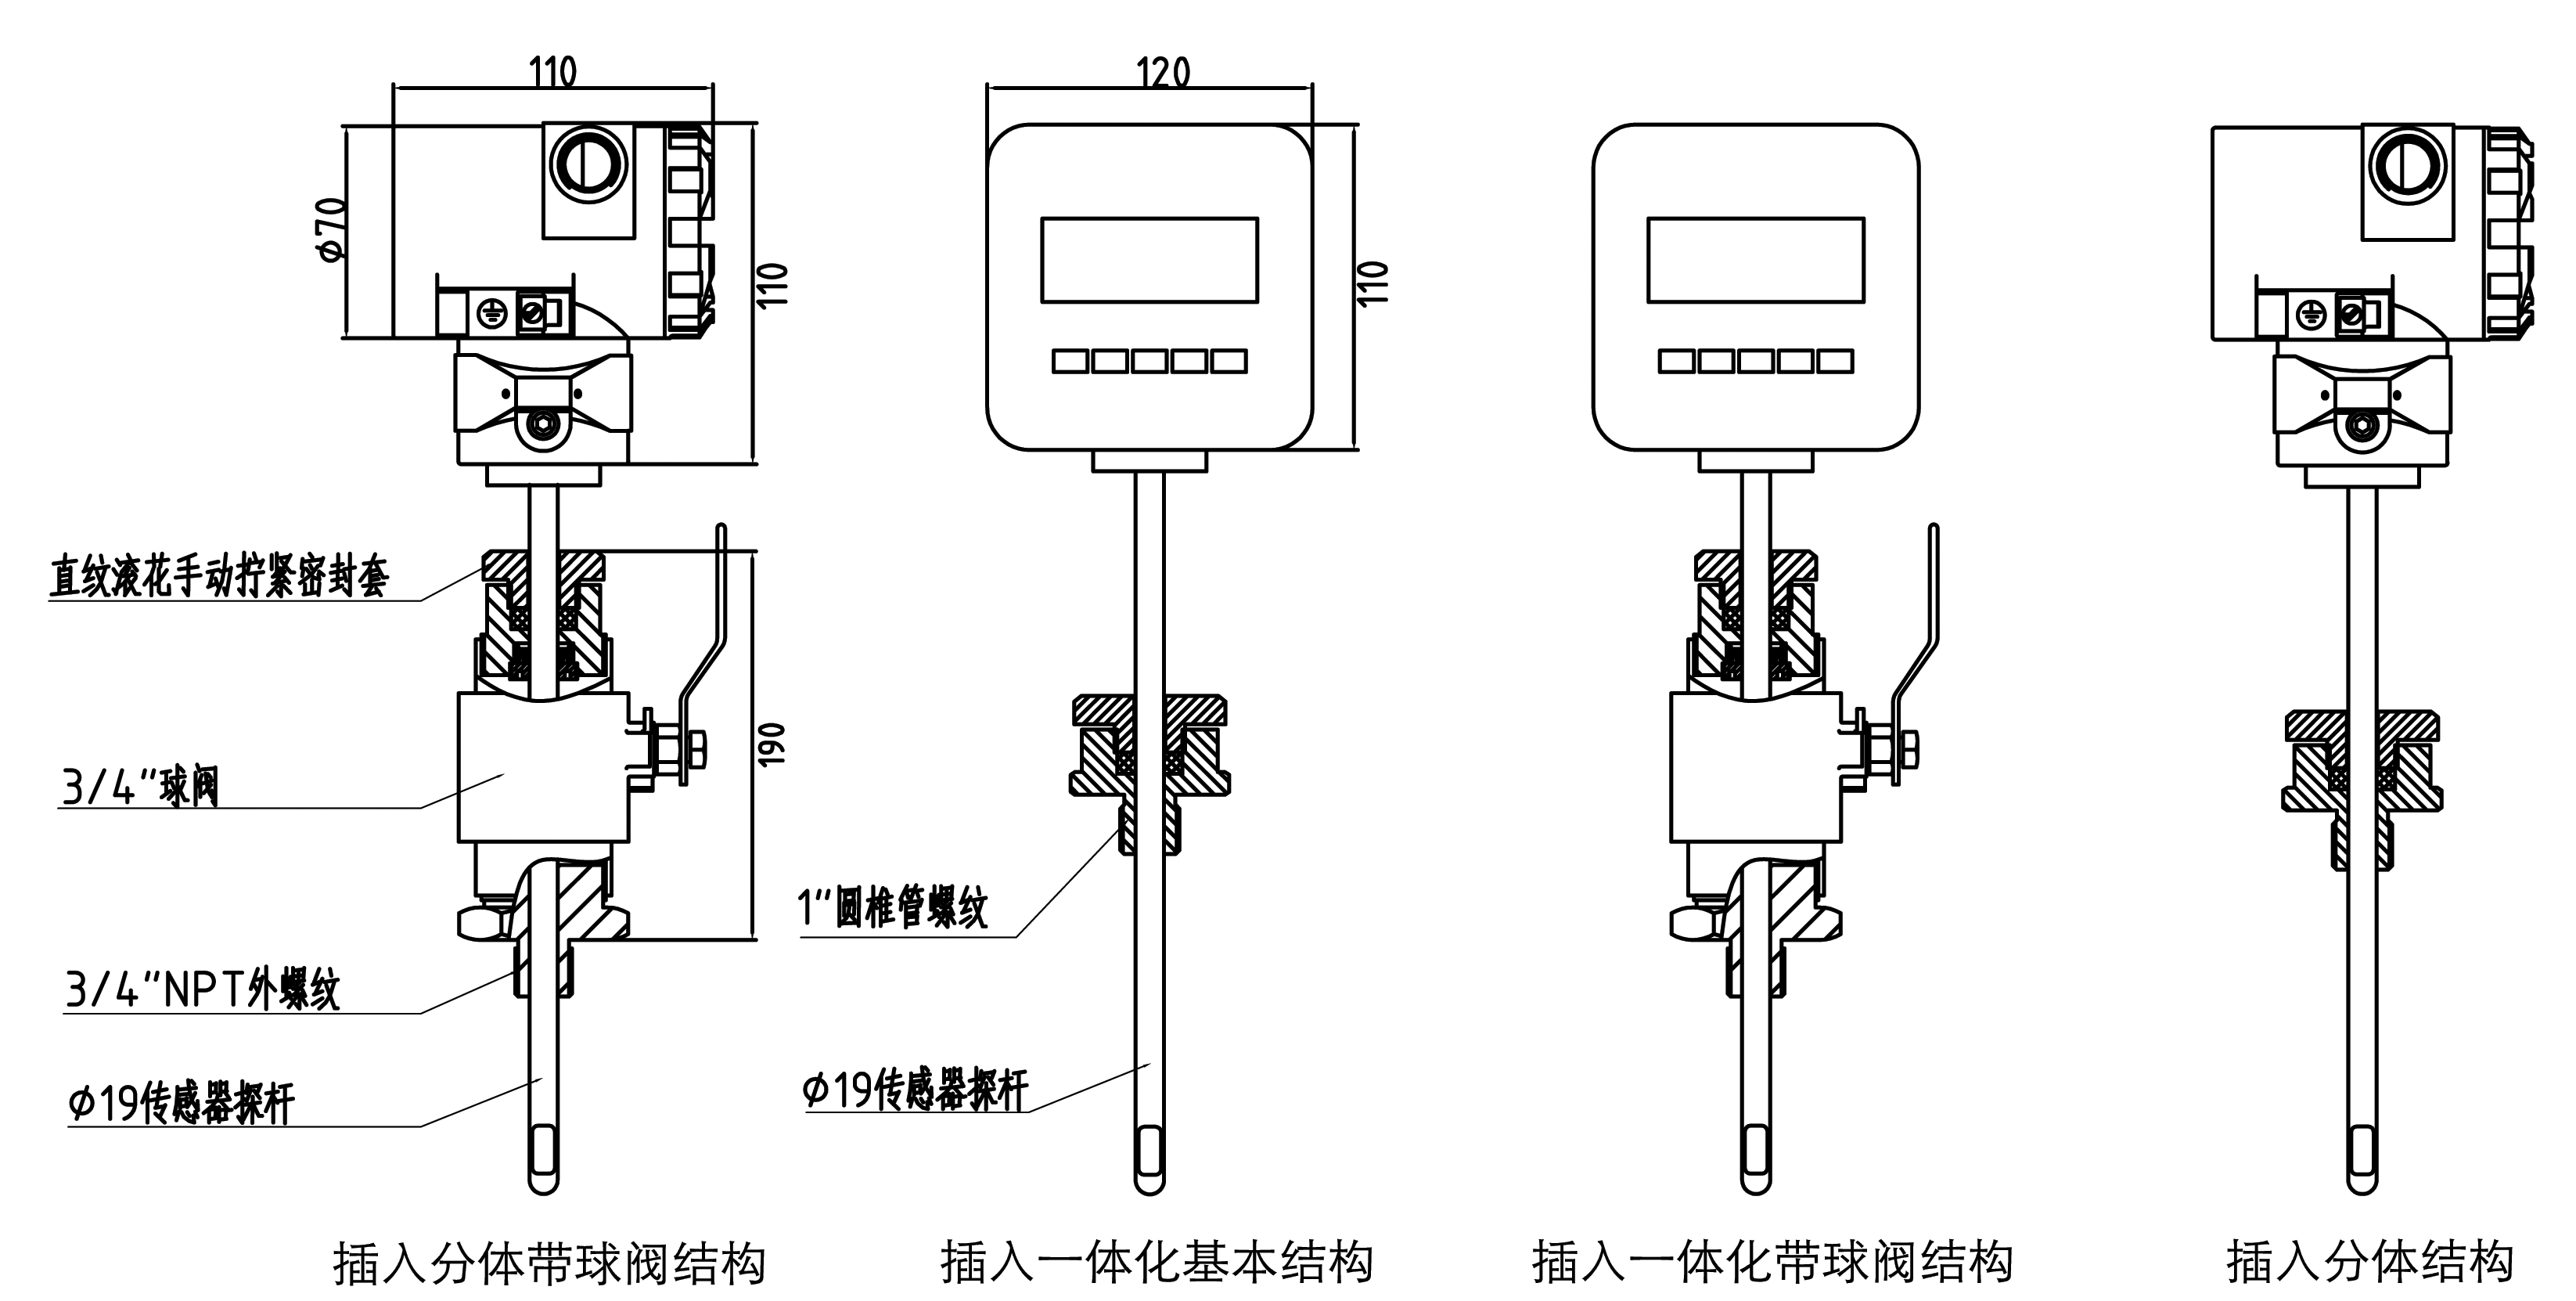 110
120
ϕ70
110
110
直纹滚花手动拧紧密封套
190
3/4"球阀
1"圆椎管螺纹
3/4"NPT外螺纹
ϕ19传感器探杆
ϕ19传感器探杆
插入分体带球阀结构
插入一体化基本结构
插入一体化带球阀结构
插入分体结构